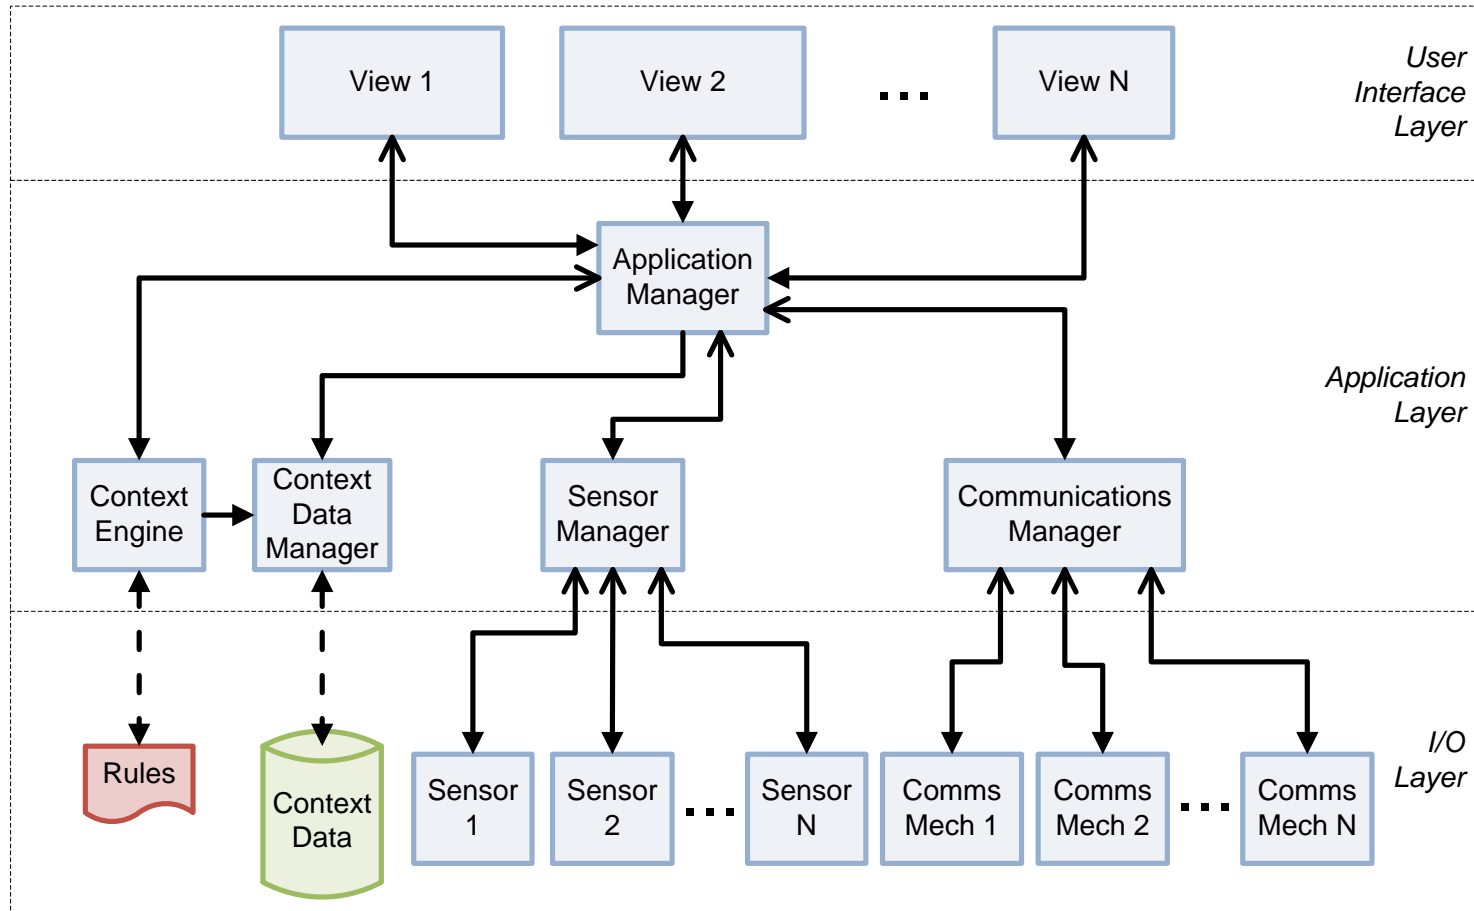 View 1
View 2
...
View N
User
Interface
Layer
Application
Manager
Application
Layer
Context
Engine
Context
Data
Manager
Sensor
Manager
Communications
Manager
Rules
Context
Data
Sensor
1
Sensor
2
...
Sensor
N
Comms
Mech 1
Comms
Mech 2
...
Comms
Mech N
I/O
Layer